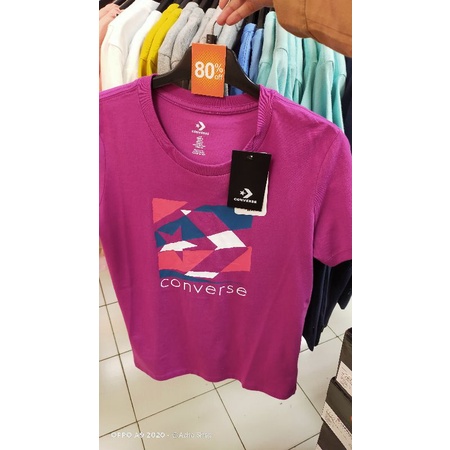 80%
off
CONVERSE
CONVERSE
converse
OPPO A9 2020